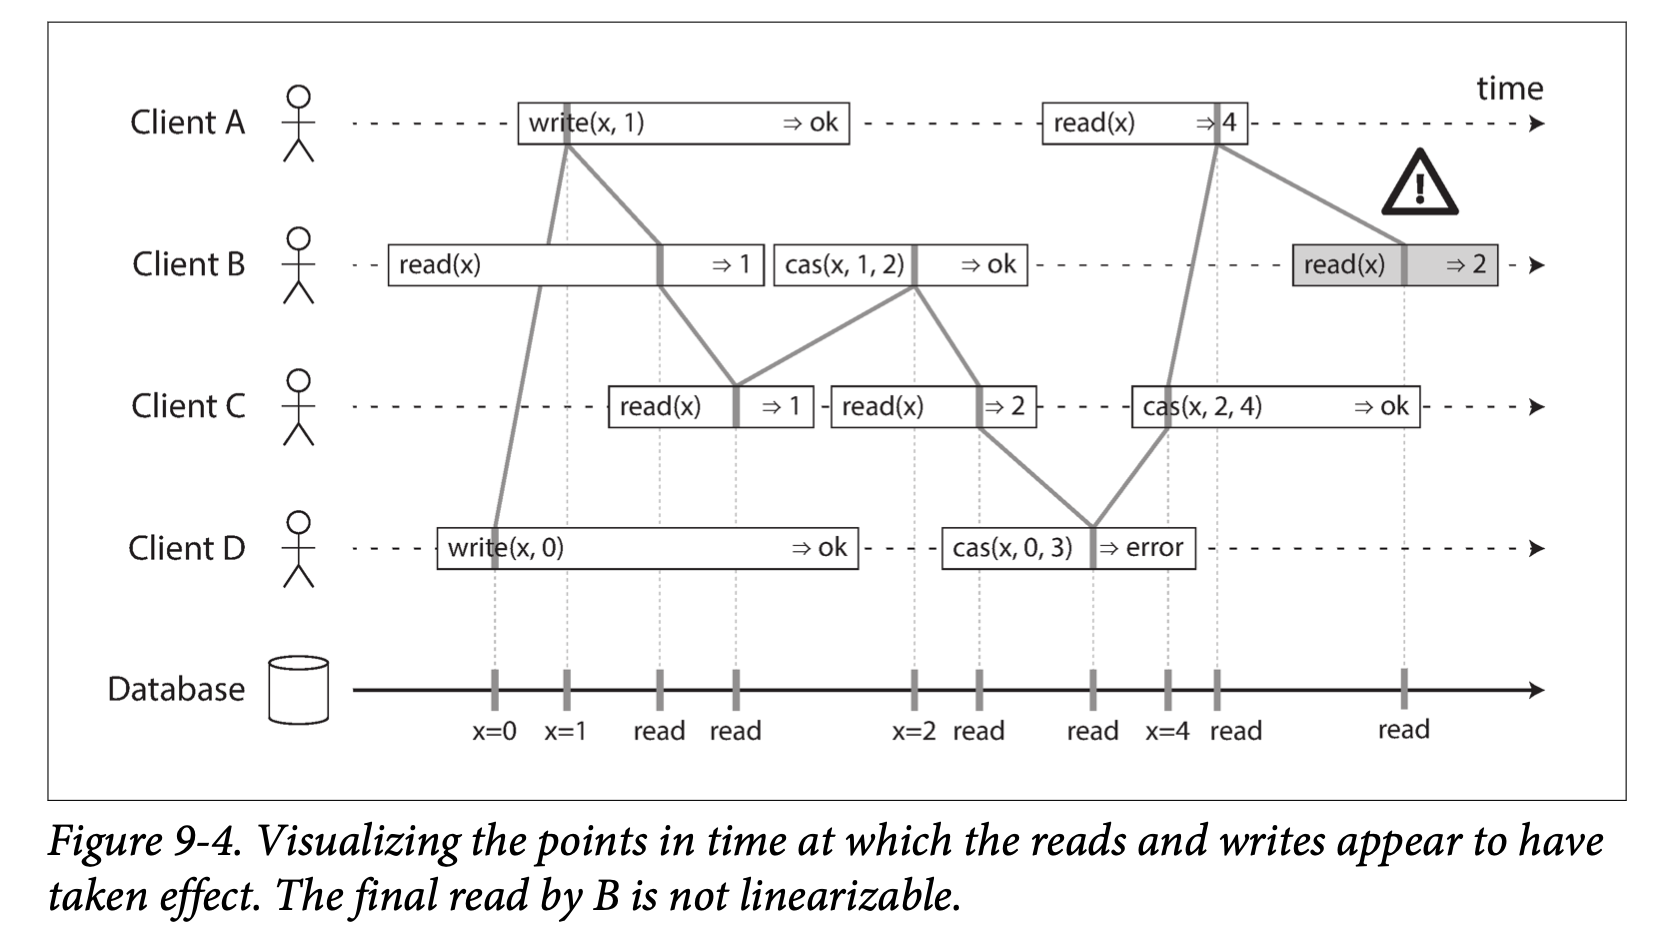 time
Client A
write(x, 1) ⇒ ok
read(x) ⇒ 4
Client B
read(x) ⇒ 1
cas(x, 1, 2) ⇒ ok
read(x) ⇒ 2
Client C
read(x) ⇒ 1
read(x) ⇒ 2
cas(x, 2, 4) ⇒ ok
Client D
write(x, 0) ⇒ ok
cas(x, 0, 3) ⇒ error
Database
x=0 x=1 read read x=2 read read x=4 read read
Figure 9-4. Visualizing the points in time at which the reads and writes appear to have
taken effect. The final read by B is not linearizable.